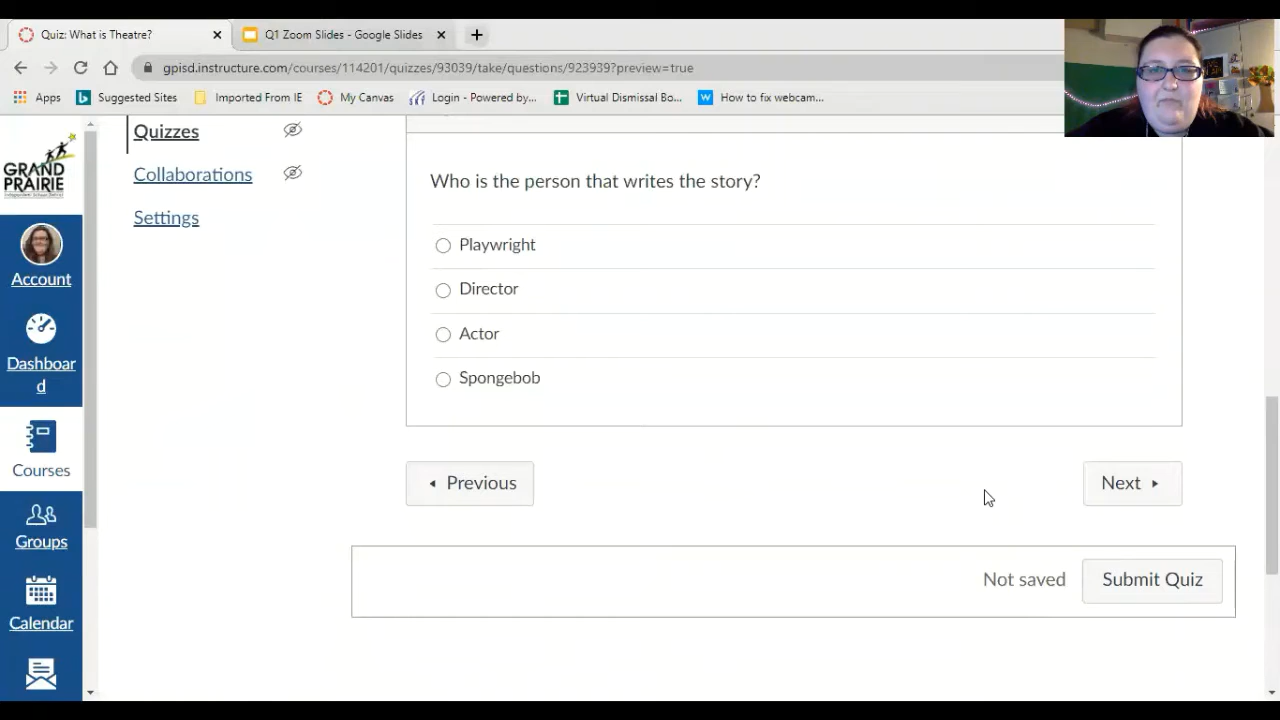 Quiz: What is Theatre?
Q1 Zoom Slides - Google Slides
gpisd.instructure.com/courses/114201/quizzes/93039/take/questions/923939?preview=true
Apps
Suggested Sites
Imported From IE
My Canvas
Login - Powered by...
Virtual Dismissal Bo...
How to fix webcam...
GRAND
PRAIRIE
Account
Dashboar
d
Courses
Groups
Calendar
Quizzes
Collaborations
Settings
Who is the person that writes the story?
Playwright
Director
Actor
Spongebob
Previous
Next
Not saved
Submit Quiz